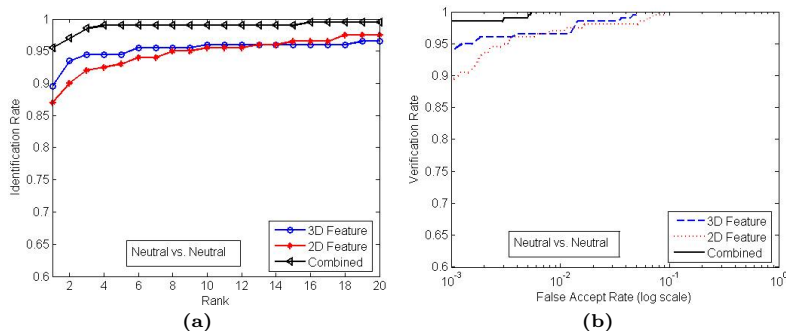 1
0.95
0.9
0.85
0.8
0.75
0.7
0.65
0.6
Identification Rate
2 4 6 8 10 12 14 16 18 20
Rank
Neutral vs. Neutral
3D Feature
2D Feature
Combined
(a)
1
0.95
0.9
0.85
0.8
0.75
0.7
0.65
0.6
Verification Rate
10-3 10-2 10-1 100
False Accept Rate (log scale)
Neutral vs. Neutral
3D Feature
2D Feature
Combined
(b)